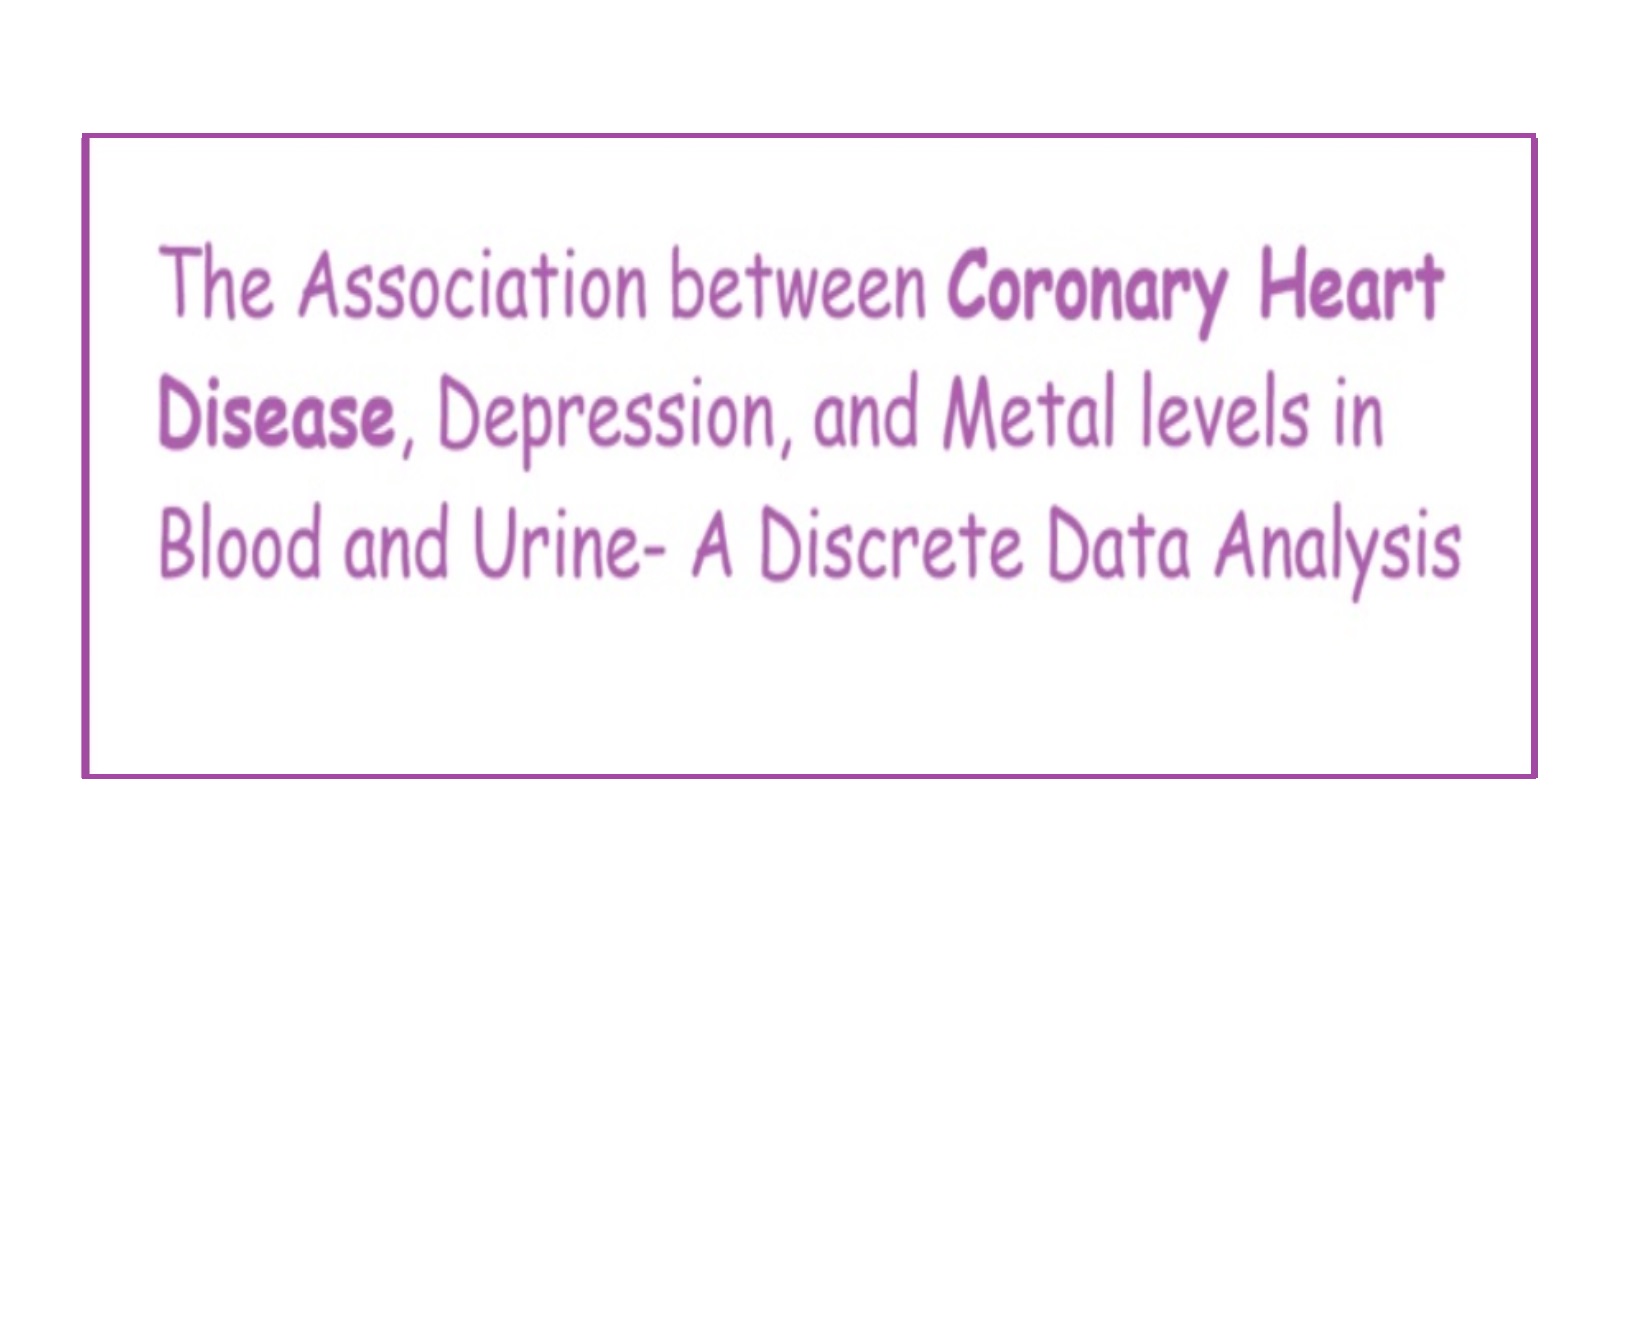 The Association between Coronary Heart
Disease, Depression, and Metal levels in
Blood and Urine- A Discrete Data Analysis